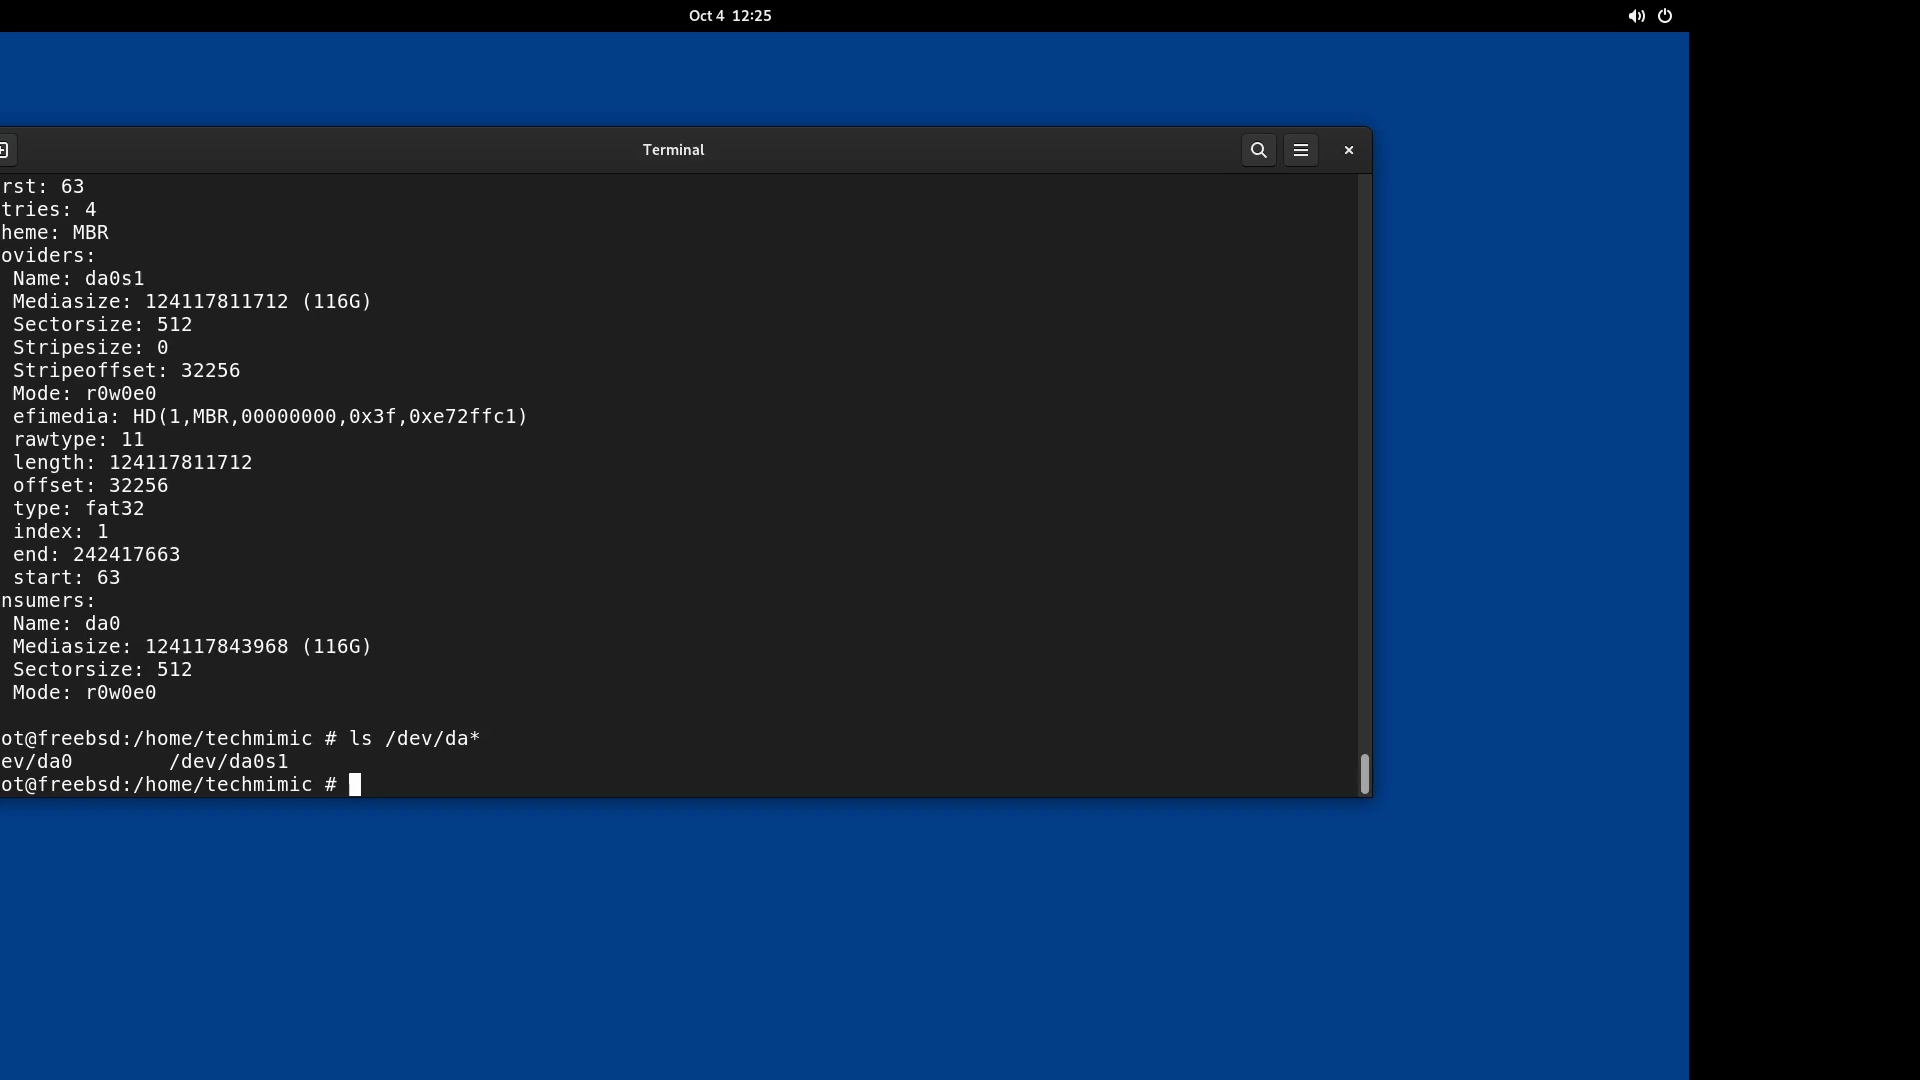 Oct 4 12:25
Terminal
rst: 63
tries: 4
heme: MBR
oviders:
Name: da0s1
Mediasize: 124117811712 (116G)
Sectorsize: 512
Stripesize: 0
Stripeoffset: 32256
Mode: r0w0e0
efimedia: HD(1,MBR,00000000,0x3f,0xe72ffc1)
rawtype: 11
length: 124117811712
offset: 32256
type: fat32
index: 1
end: 242417663
start: 63
nsumers:
Name: da0
Mediasize: 124117843968 (116G)
Sectorsize: 512
Mode: r0w0e0
ot@freebsd:/home/techmimic # ls /dev/da*
ev/da0 /dev/da0s1
ot@freebsd:/home/techmimic #